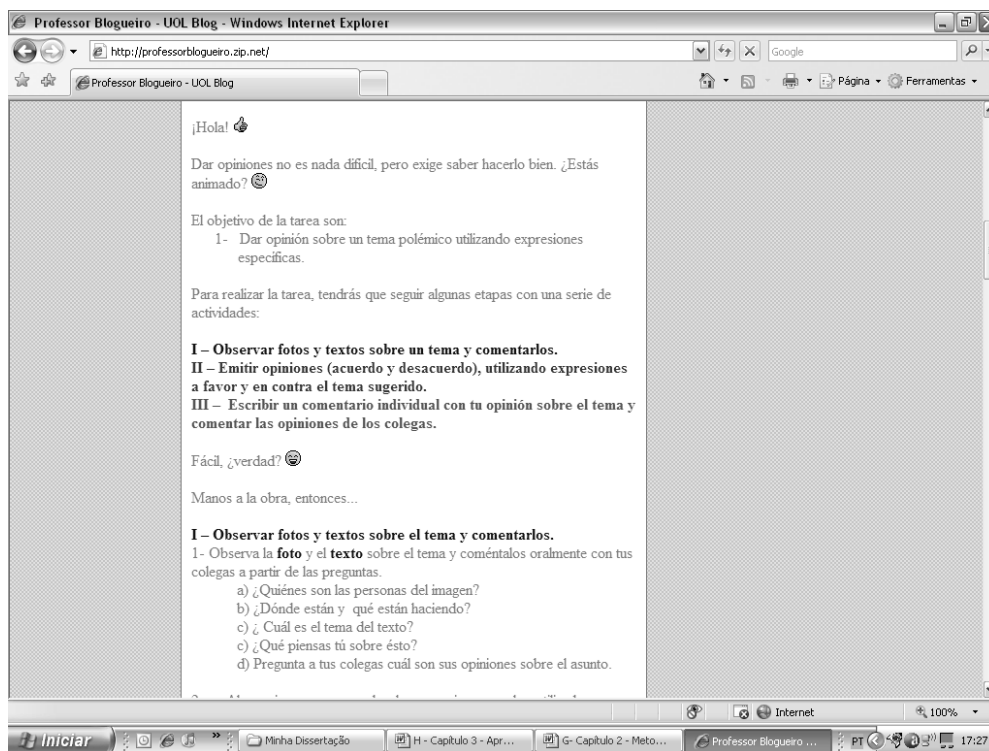 Professor Blogueiro - UOL Blog - Windows Internet Explorer
http://professorblogueiro.zip.net/
Google
Professor Blogueiro - UOL Blog
Página
Ferramentas
¡Hola!
Dar opiniones no es nada difícil, pero exige saber hacerlo bien. ¿Estás
animado?
El objetivo de la tarea son:
1- Dar opinión sobre un tema polémico utilizando expresiones
específicas.
Para realizar la tarea, tendrás que seguir algunas etapas con una serie de
actividades:
I – Observar fotos y textos sobre un tema y comentarlos.
II – Emitir opiniones (acuerdo y desacuerdo), utilizando expresiones
a favor y en contra el tema sugerido.
III – Escribir un comentario individual con tu opinión sobre el tema y
comentar las opiniones de los colegas.
Fácil, ¿verdad?
Manos a la obra, entonces...
I – Observar fotos y textos sobre el tema y comentarlos.
1- Observa la foto y el texto sobre el tema y coméntalos oralmente con tus
colegas a partir de las preguntas.
a) ¿Quiénes son las personas del imagen?
b) ¿Dónde están y qué están haciendo?
c) ¿ Cuál es el tema del texto?
c) ¿Qué piensas tú sobre ésto?
d) Pregunta a tus colegas cuál son sus opiniones sobre el asunto.
Internet
100%
Iniciar
Minha Dissertação
H - Capítulo 3 - Apr...
G- Capítulo 2 - Meto...
Professor Blogueiro ...
PT
17:27